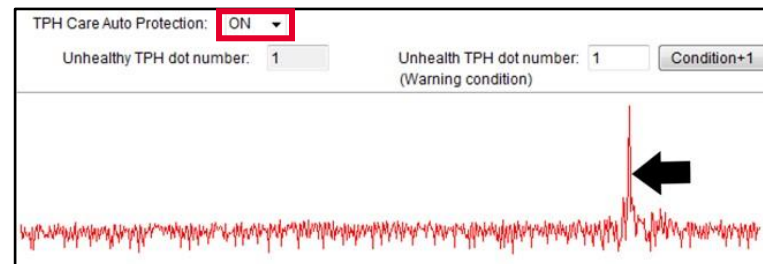 TPH Care Auto Protection: ON
Unhealthy TPH dot number: 1 Unhealth TPH dot number: 1 Condition+1
(Warning condition)